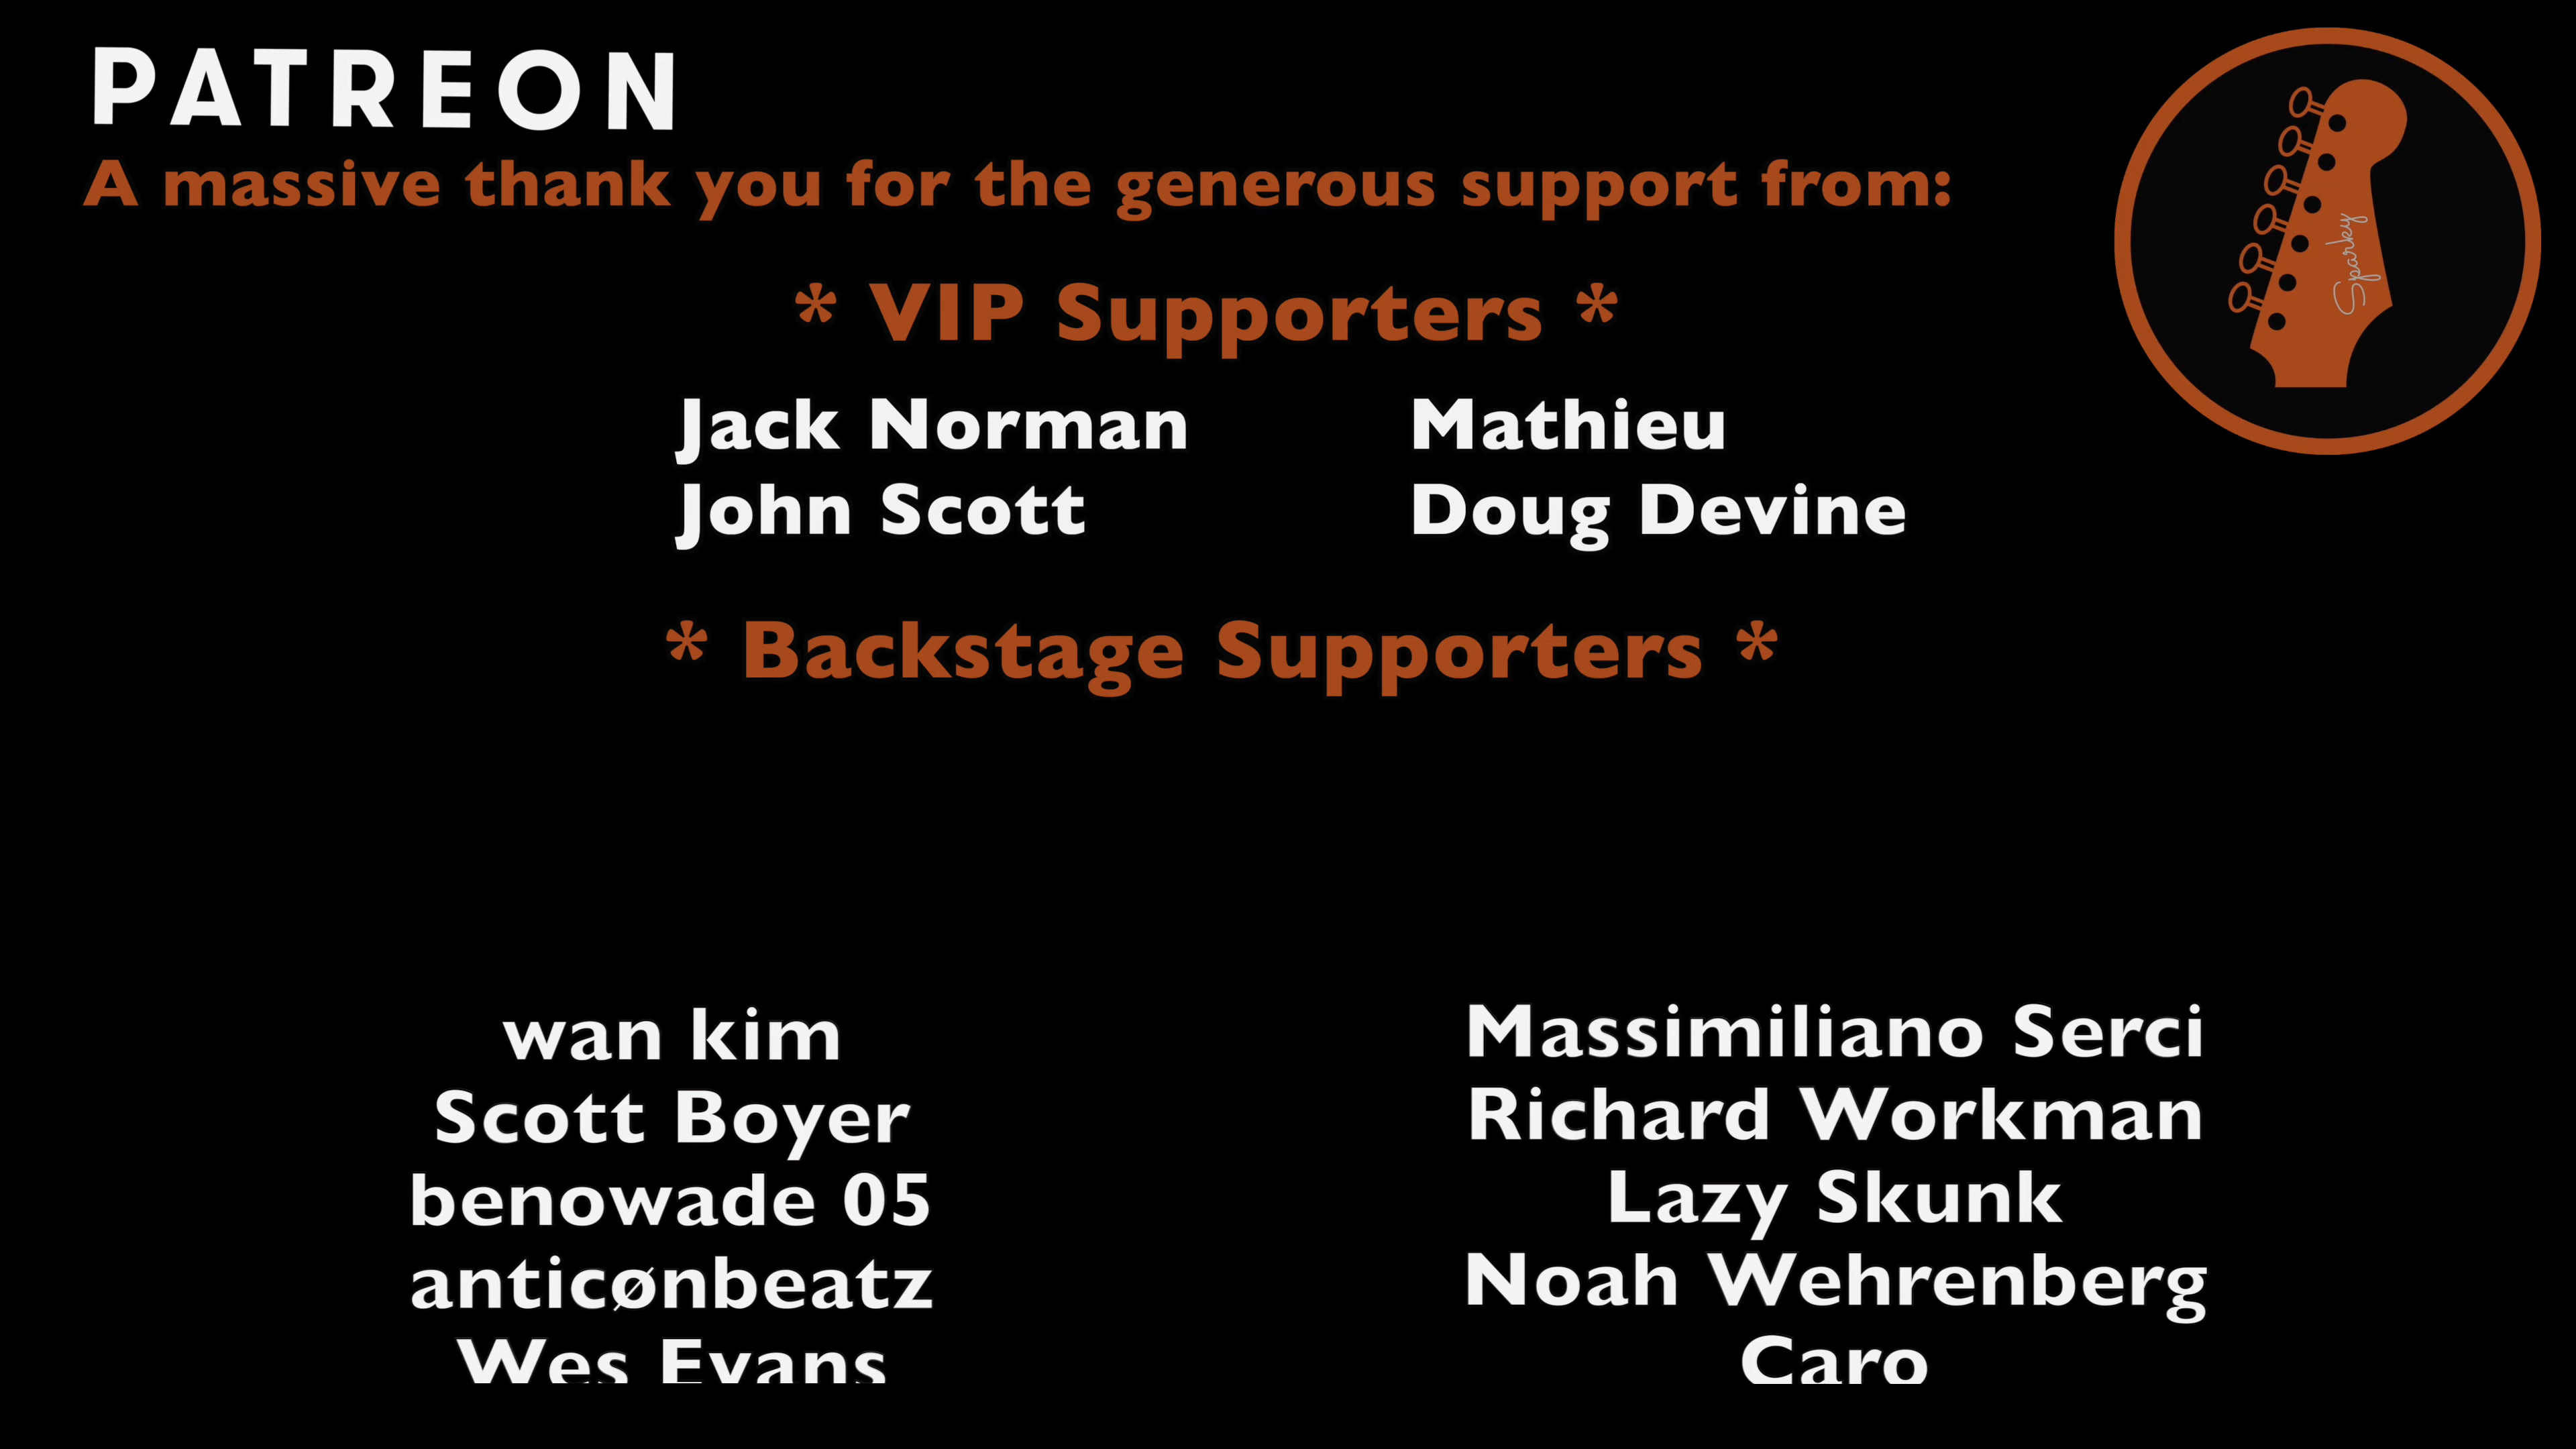 PATREON
A massive thank you for the generous support from:
Sparky
* VIP Supporters *
Jack Norman
Mathieu
John Scott
Doug Devine
* Backstage Supporters *
wan kim
Massimiliano Serci
Scott Boyer
Richard Workman
benowade 05
Lazy Skunk
anticønbeatz
Noah Wehrenberg
Wes Evans
Caro